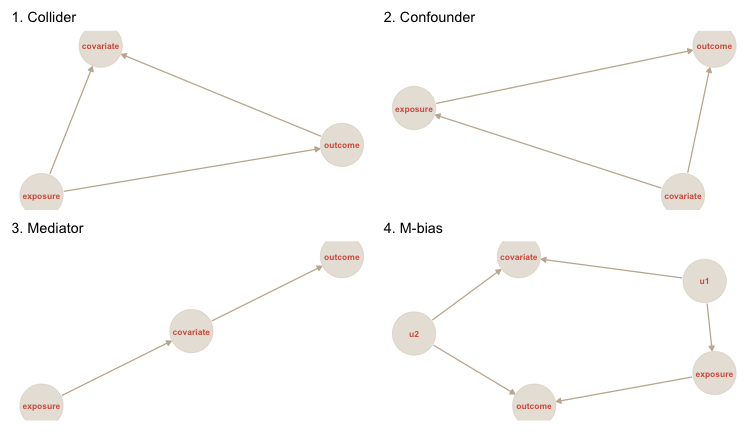 1. Collider
covariate
outcome
exposure
2. Confounder
outcome
exposure
covariate
3. Mediator
outcome
covariate
exposure
4. M-bias
covariate
u1
u2
exposure
outcome